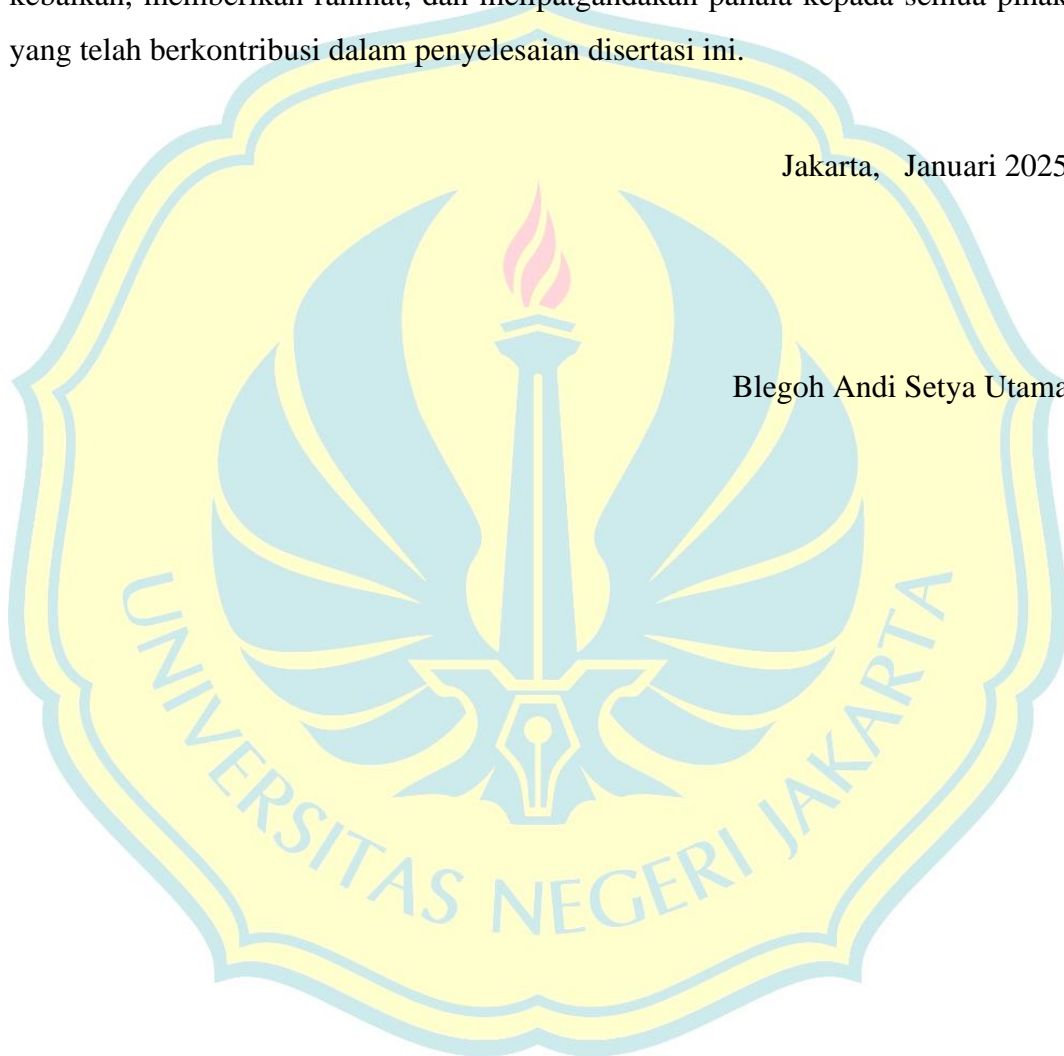 kebaikan, memberikan rahmat, dan melipatgandakan pahala kepada semua pihak
yang telah berkontribusi dalam penyelesaian disertasi ini.
Jakarta, Januari 2025
Blegoh Andi Setya Utama
UNIVERSITAS NEGERI JAKARTA